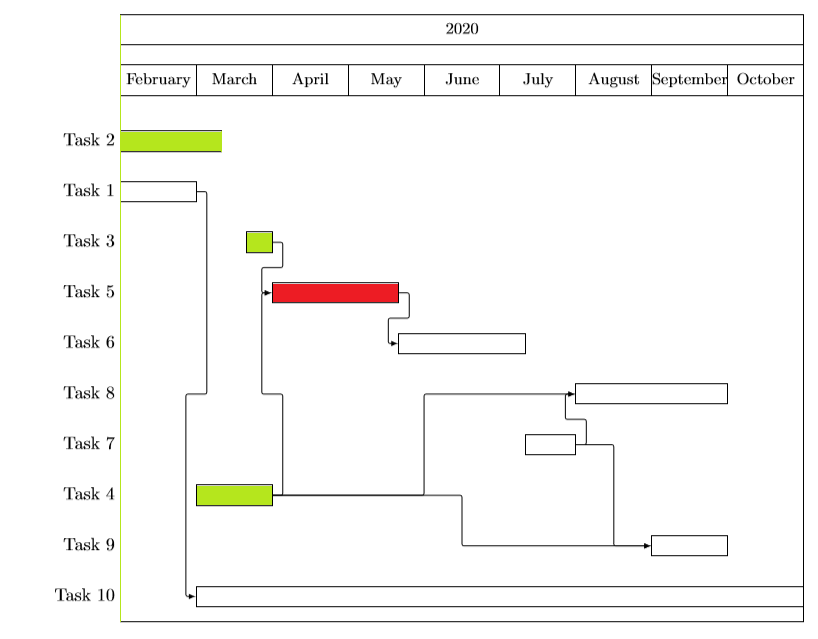 2020
February March April May June July August September October
Task 2
Task 1
Task 3
Task 5
Task 6
Task 8
Task 7
Task 4
Task 9
Task 10